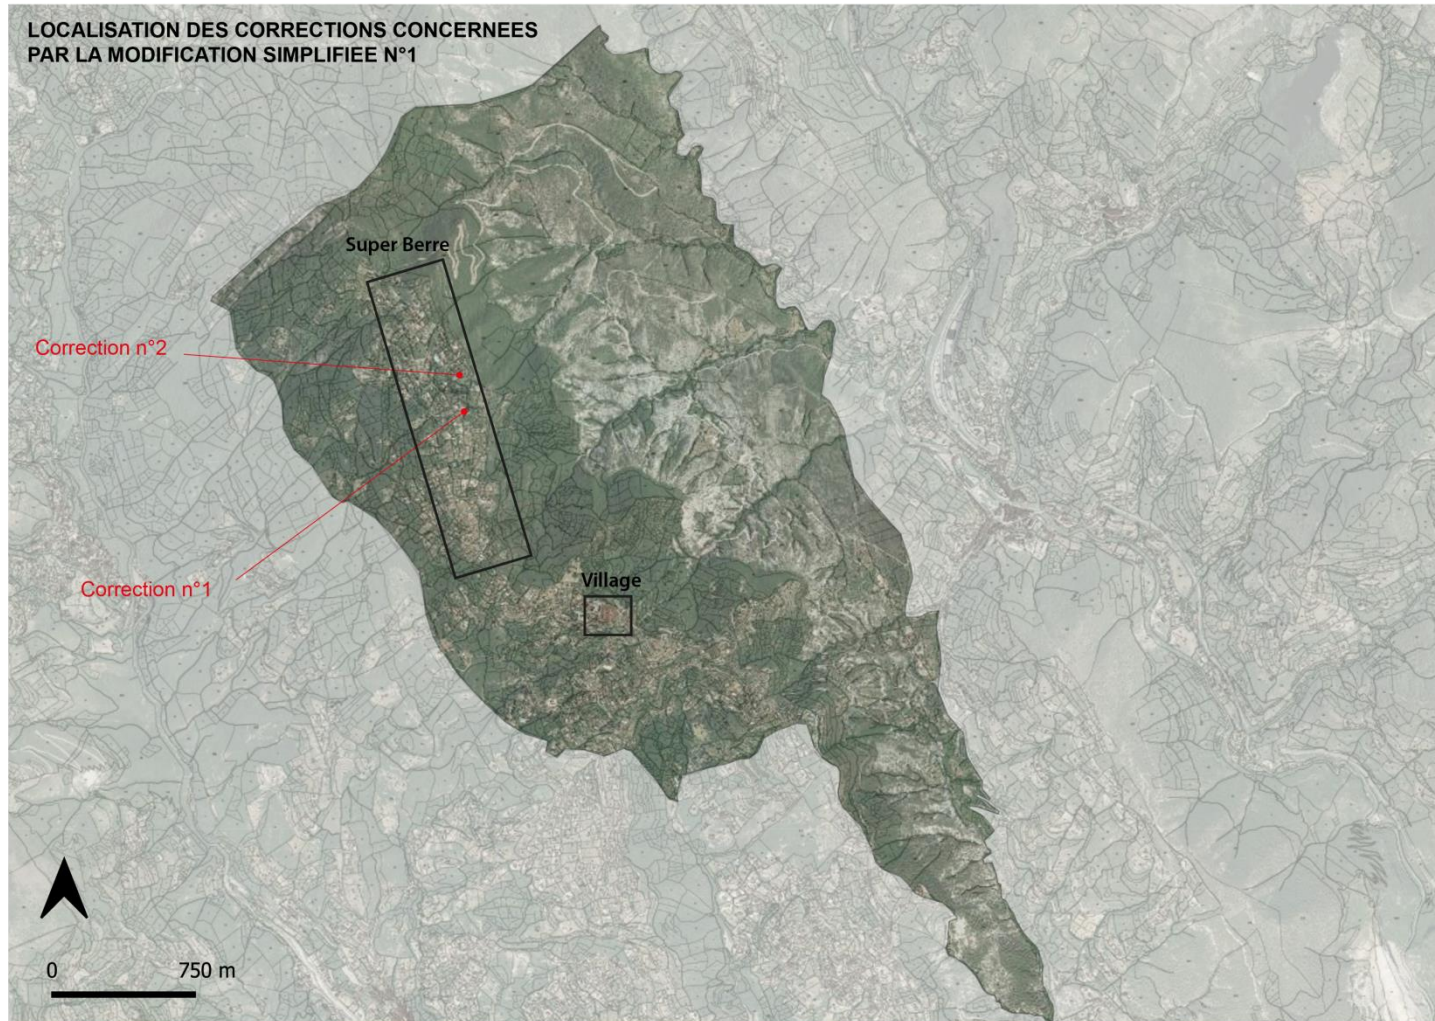 LOCALISATION DES CORRECTIONS CONCERNEES
PAR LA MODIFICATION SIMPLIFIEE N°1
Super Berre
Correction n°2
Village
Correction n°1
0
750 m